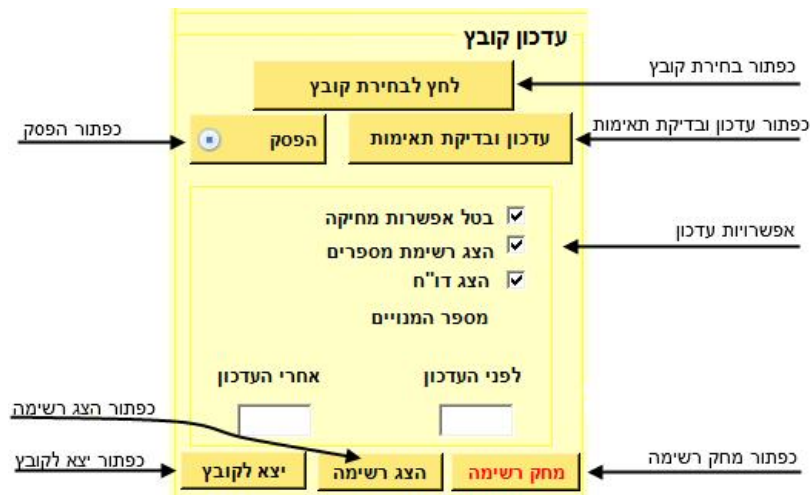 עדכון קובץ
כפתור בחירת קובץ
לחץ לבחירת קובץ
כפתור עדכון ובדיקת תאימות
עדכון ובדיקת תאימות
הפסק
כפתור הפסק
בטל אפשרות מחיקה
אפשרויות עדכון
הצג רשימת מספרים
הצג דו"ח
מספר המנויים
לפני העדכון
אחרי העדכון
כפתור הצג רשימה
כפתור מחק רשימה
מחק רשימה
הצג רשימה
יצא לקובץ
כפתור יצא לקובץ